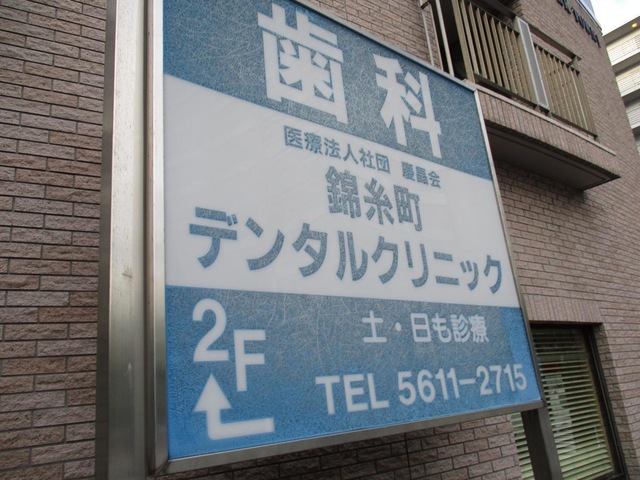 歯科
医療法人社団 慶昌会
錦糸町
デンタルクリニック
土・日も診療
2F
TEL 5611-2715